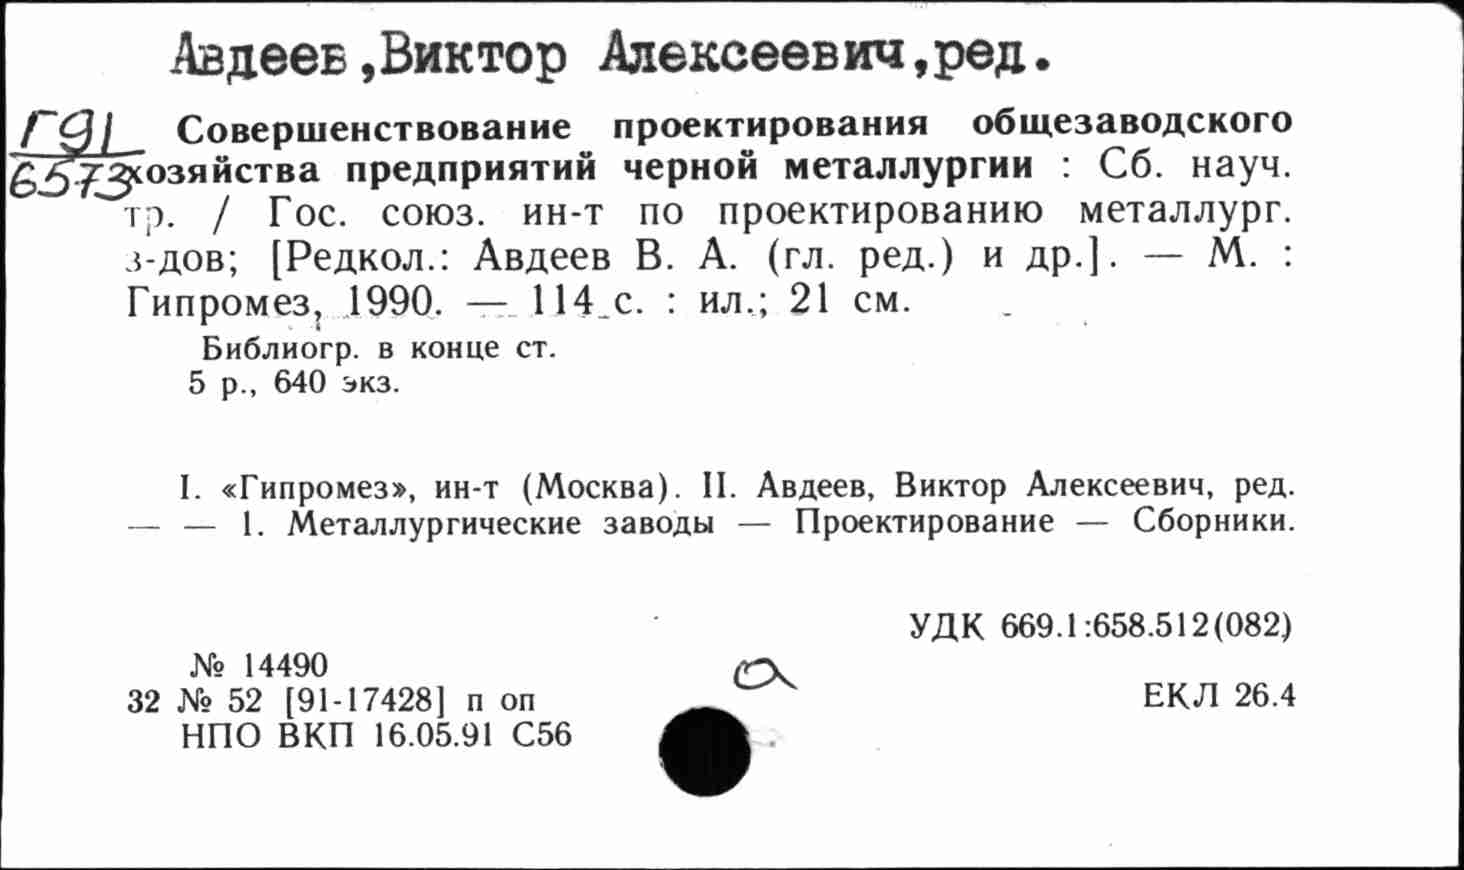 Авдеев,Виктор Алексеевич,ред.
Г91
6573
Совершенствование проектирования общезаводского
хозяйства предприятий черной металлургии : Сб. науч.
тр. / Гос. союз. ин-т по проектированию металлург.
з-дов; [Редкол.: Авдеев В. А. (гл. ред.) и др.]. — М. :
Гипромез, 1990. — 114 с. : ил.; 21 см.
Библиогр. в конце ст.
5 р., 640 экз.
I. «Гипромез», ин-т (Москва). II. Авдеев, Виктор Алексеевич, ред.
— — 1. Металлургические заводы — Проектирование — Сборники.
УДК 669.1:658.512(082)
№ 14490
32 № 52 [91-17428] п оп
ЕКЛ 26.4
НПО ВКП 16.05.91 С56
а